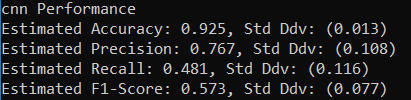 cnn Performance
Estimated Accuracy: 0.925, Std Ddv: (0.013)
Estimated Precision: 0.767, Std Ddv: (0.108)
Estimated Recall: 0.481, Std Ddv: (0.116)
Estimated F1-Score: 0.573, Std Ddv: (0.077)